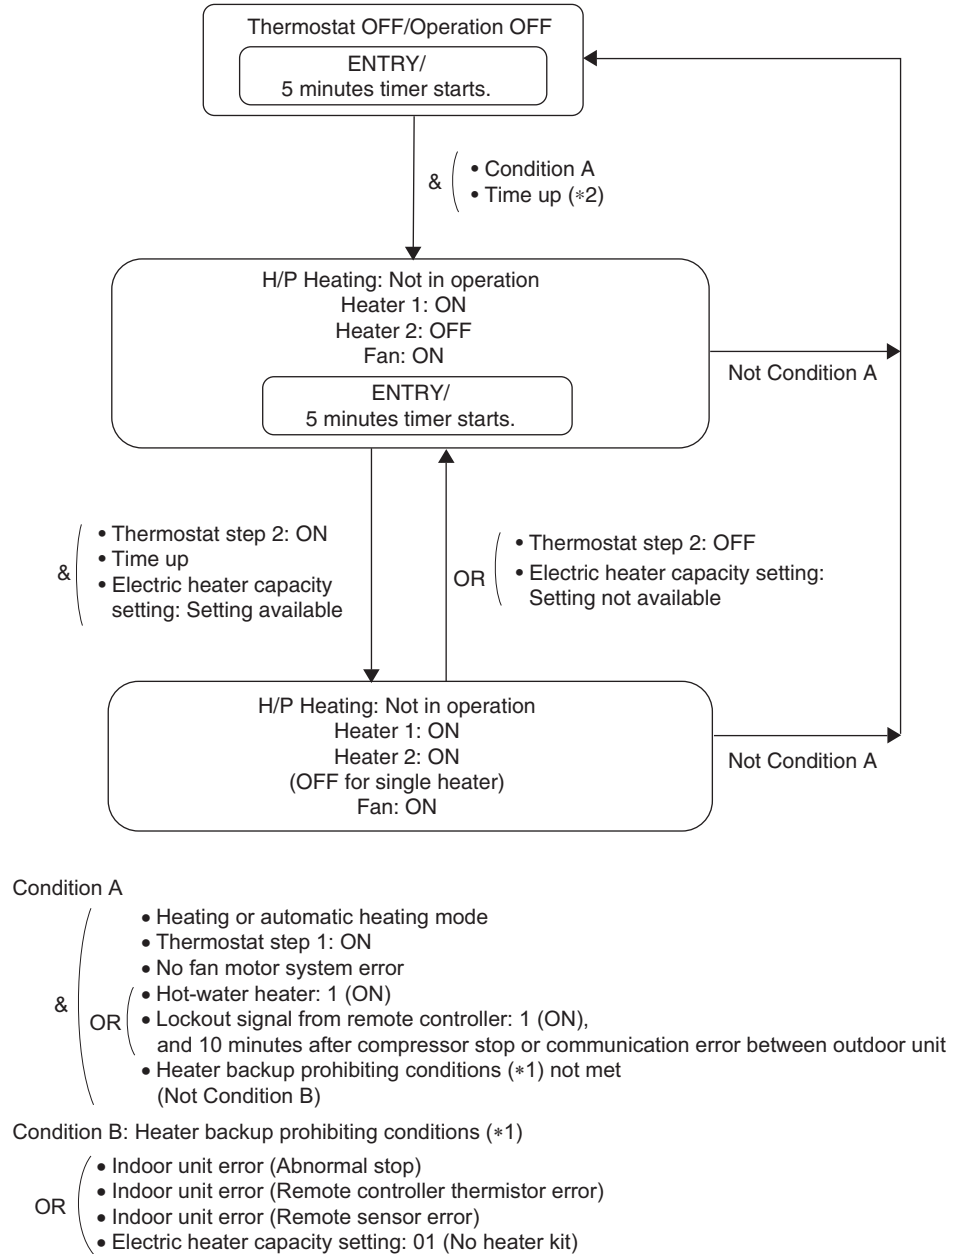 Thermostat OFF/Operation OFF
ENTRY/
5 minutes timer starts.
&
• Condition A
• Time up (*2)
H/P Heating: Not in operation
Heater 1: ON
Heater 2: OFF
Fan: ON
ENTRY/
5 minutes timer starts.
Not Condition A
&
• Thermostat step 2: ON
• Time up
• Electric heater capacity
setting: Setting available
OR
• Thermostat step 2: OFF
• Electric heater capacity setting:
Setting not available
H/P Heating: Not in operation
Heater 1: ON
Heater 2: ON
(OFF for single heater)
Fan: ON
Not Condition A
Condition A
&
• Heating or automatic heating mode
• Thermostat step 1: ON
• No fan motor system error
OR
• Hot-water heater: 1 (ON)
• Lockout signal from remote controller: 1 (ON),
and 10 minutes after compressor stop or communication error between outdoor unit
• Heater backup prohibiting conditions (*1) not met
(Not Condition B)
Condition B: Heater backup prohibiting conditions (*1)
OR
• Indoor unit error (Abnormal stop)
• Indoor unit error (Remote controller thermistor error)
• Indoor unit error (Remote sensor error)
• Electric heater capacity setting: 01 (No heater kit)